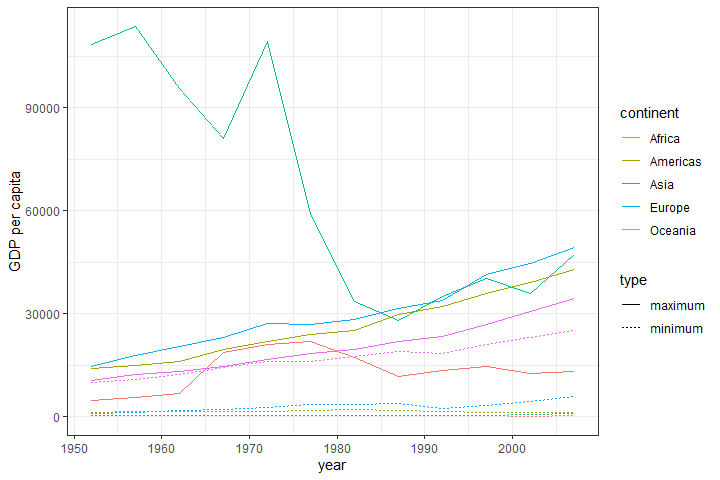 90000
60000
30000
0
GDP per capita
1950
1960
1970
1980
1990
2000
year
continent
Africa
Americas
Asia
Europe
Oceania
type
maximum
minimum